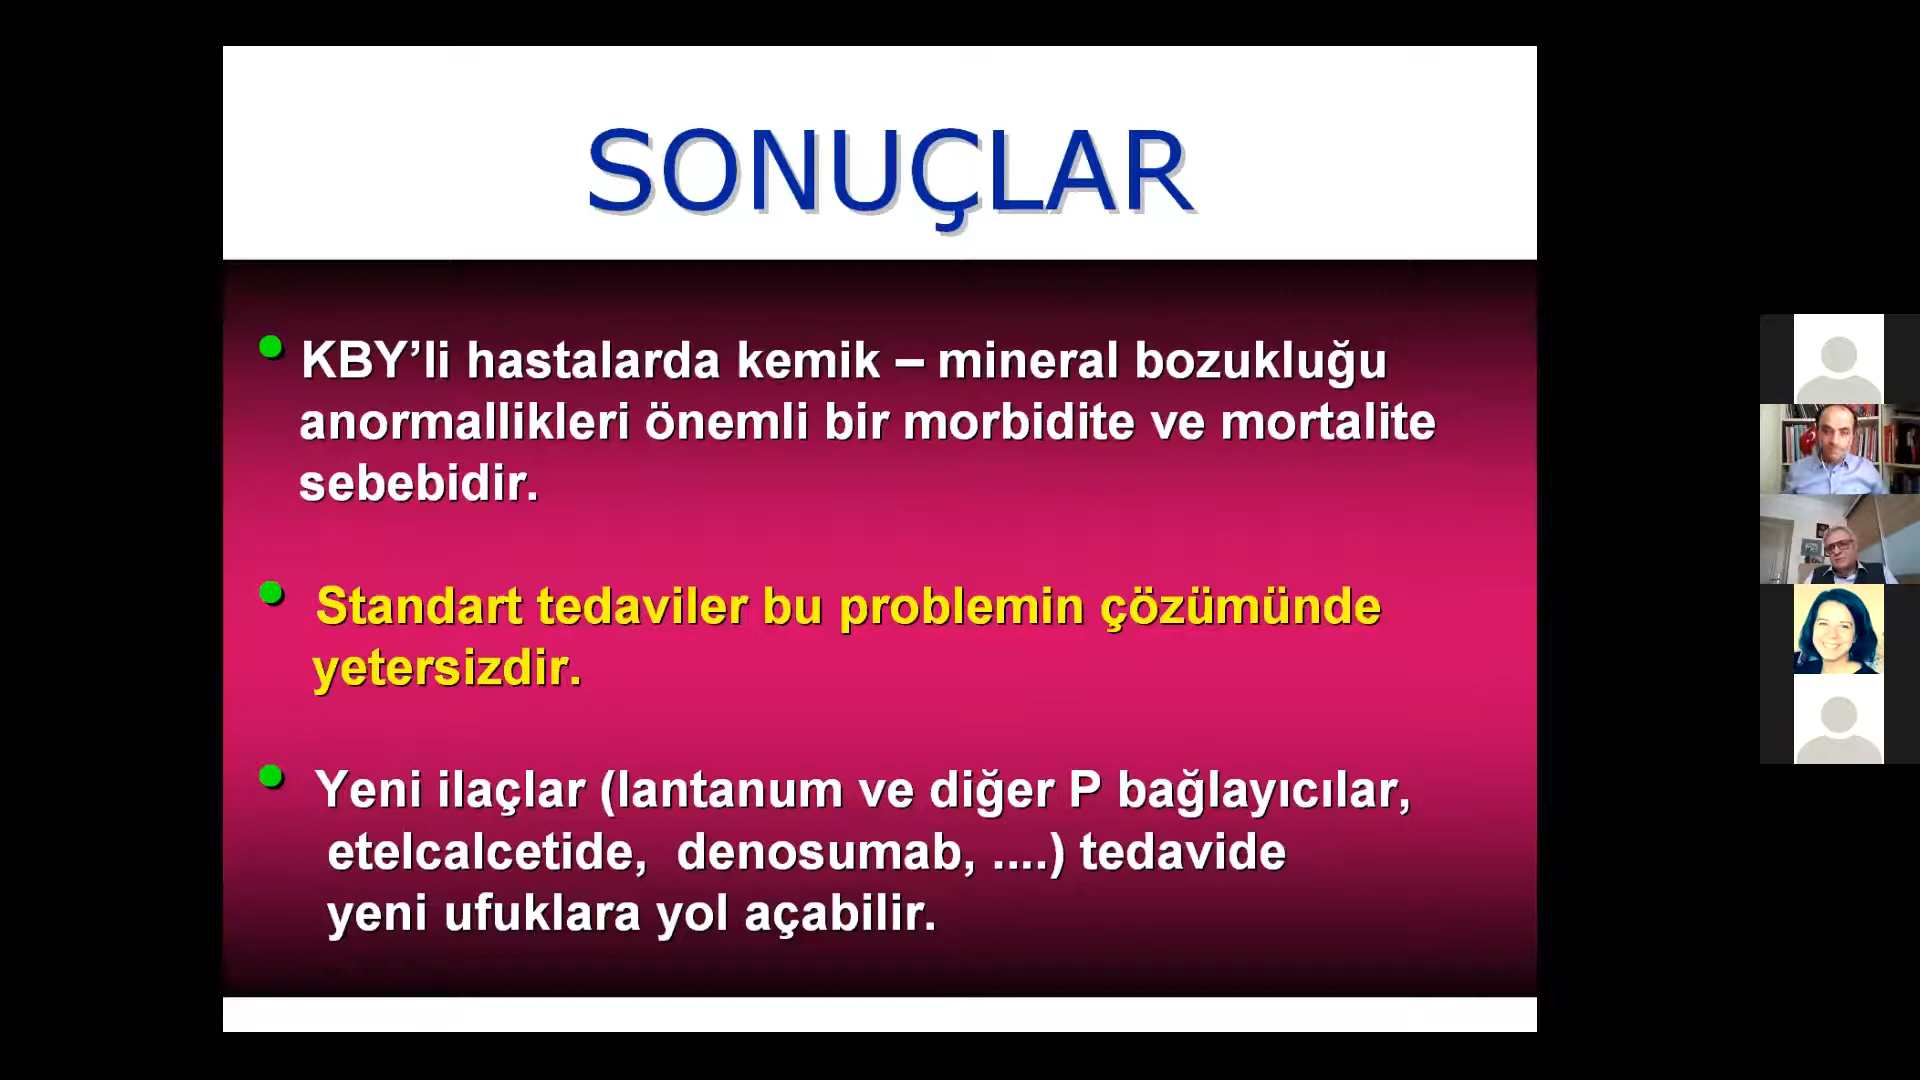 SONUÇLAR
• KBY’li hastalarda kemik – mineral bozukluğu
anormallikleri önemli bir morbidite ve mortalite
sebebidir.
• Standart tedaviler bu problemin çözümünde
yetersizdir.
• Yeni ilaçlar (lantanum ve diğer P bağlayıcılar,
etelcalcetide, denosumab, ....) tedavide
yeni ufuklara yol açabilir.